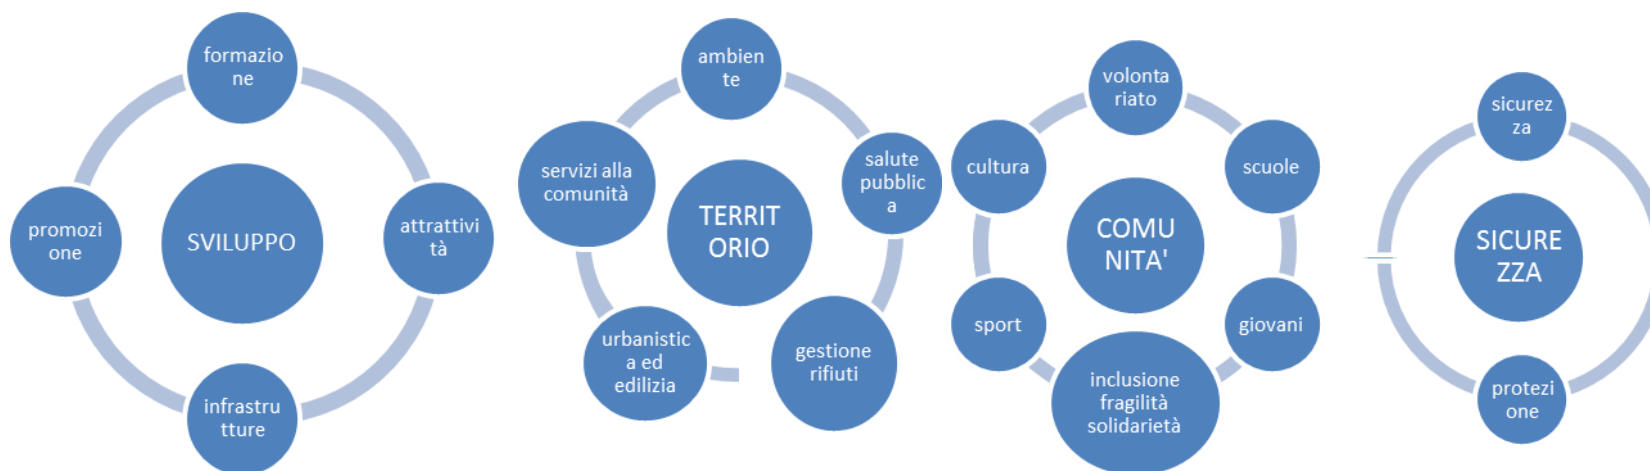 formazio
ne
promozi
one
SVILUPPO
attrattivi
tà
infrastru
tture
ambien
te
servizi alla
comunità
salute
pubblic
a
TERRIT
ORIO
urbanistic
a ed
edilizia
gestione
rifiuti
volonta
riato
cultura
scuole
COMU
NITA'
sport
giovani
inclusione
fragilità
solidarietà
sicurez
za
SICURE
ZZA
protezi
one